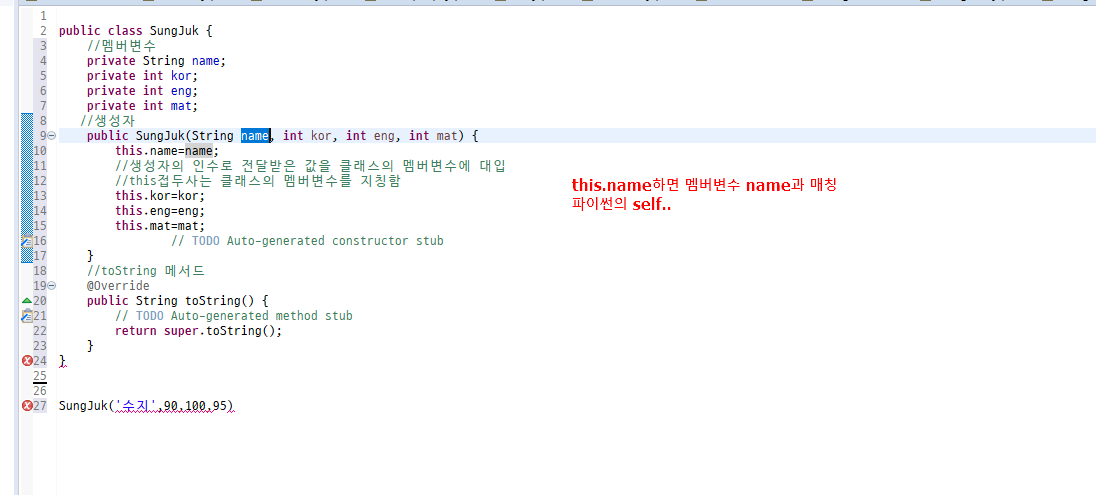 1
2 public class SungJuk {
3 //멤버변수
4 private String name;
5 private int kor;
6 private int eng;
7 private int mat;
8 //생성자
9 public SungJuk(String name, int kor, int eng, int mat) {
10 this.name=name;
11 //생성자의 인수로 전달받은 값을 클래스의 멤버변수에 대입
12 //this접두사는 클래스의 멤버변수를 지칭함
13 this.kor=kor;
14 this.eng=eng;
15 this.mat=mat;
16 // TODO Auto-generated constructor stub
17 }
18 //toString 메서드
19 @Override
20 public String toString() {
21 // TODO Auto-generated method stub
22 return super.toString();
23 }
24 }
25
26
27 SungJuk('수지',90,100,95)
this.name하면 멤버변수 name과 매칭
파이썬의 self..